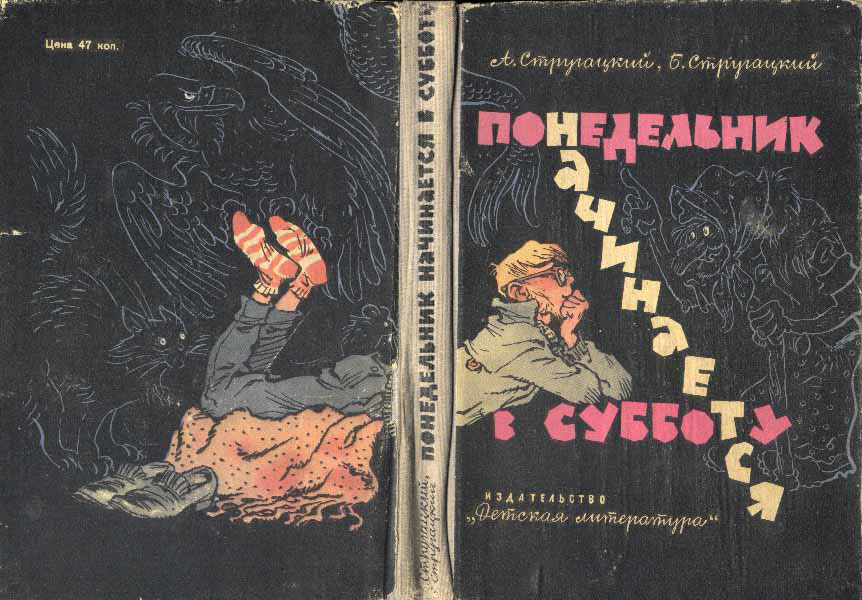 Цена 47 коп.
Стругацкий,
Стругацкий
ПОНЕДЕЛЬНИК НАЧИНАЕТСЯ В СУББОТУ
А. Стругацкий, Б. Стругацкий
ПОНЕДЕЛЬНИК
НАЧИНАЕТСЯ
В СУББОТУ
ИЗДАТЕЛЬСТВО
„Детская литература“